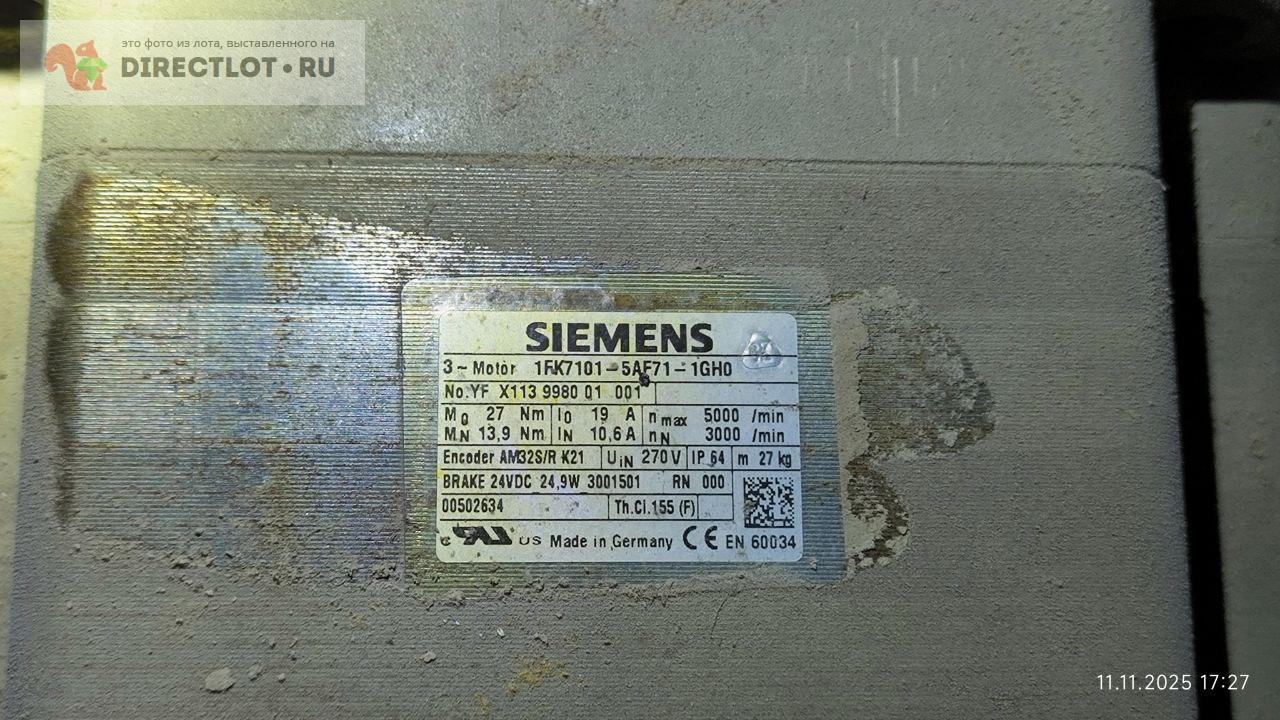 это фото из лота, выставленного на
DIRECTLOT•RU
SIEMENS
3~Motor 1FK7101-5AF71-1GH0
No.YF X113 9980 01 001
M0 27 Nm I0 19 A nmax 5000 /min
MN 13,9 Nm IN 10,6 A nN 3000 /min
Encoder AM32S/R K21 UIN 270 V IP 64 m 27 kg
BRAKE 24VDC 24,9W 3001501 RN 000
00502634 Th.Cl.155 (F)
c US Made in Germany CE EN 60034
11.11.2025 17:27